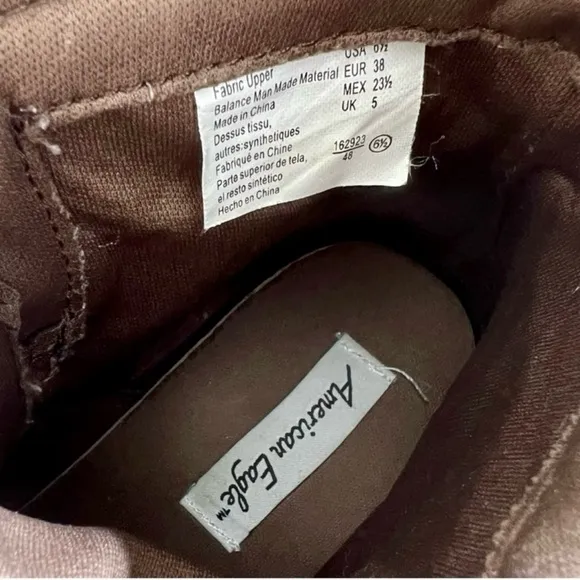 Fabric Upper
Balance Man Made Material
Made in China
Dessus tissu,
autres:synthetiques
Fabriqué en Chine
Parte superior de tela,
el resto sintético
Hecho en China
USA 6½
EUR 38
MEX 23½
UK 5
162923
48
6½
American Eagle™